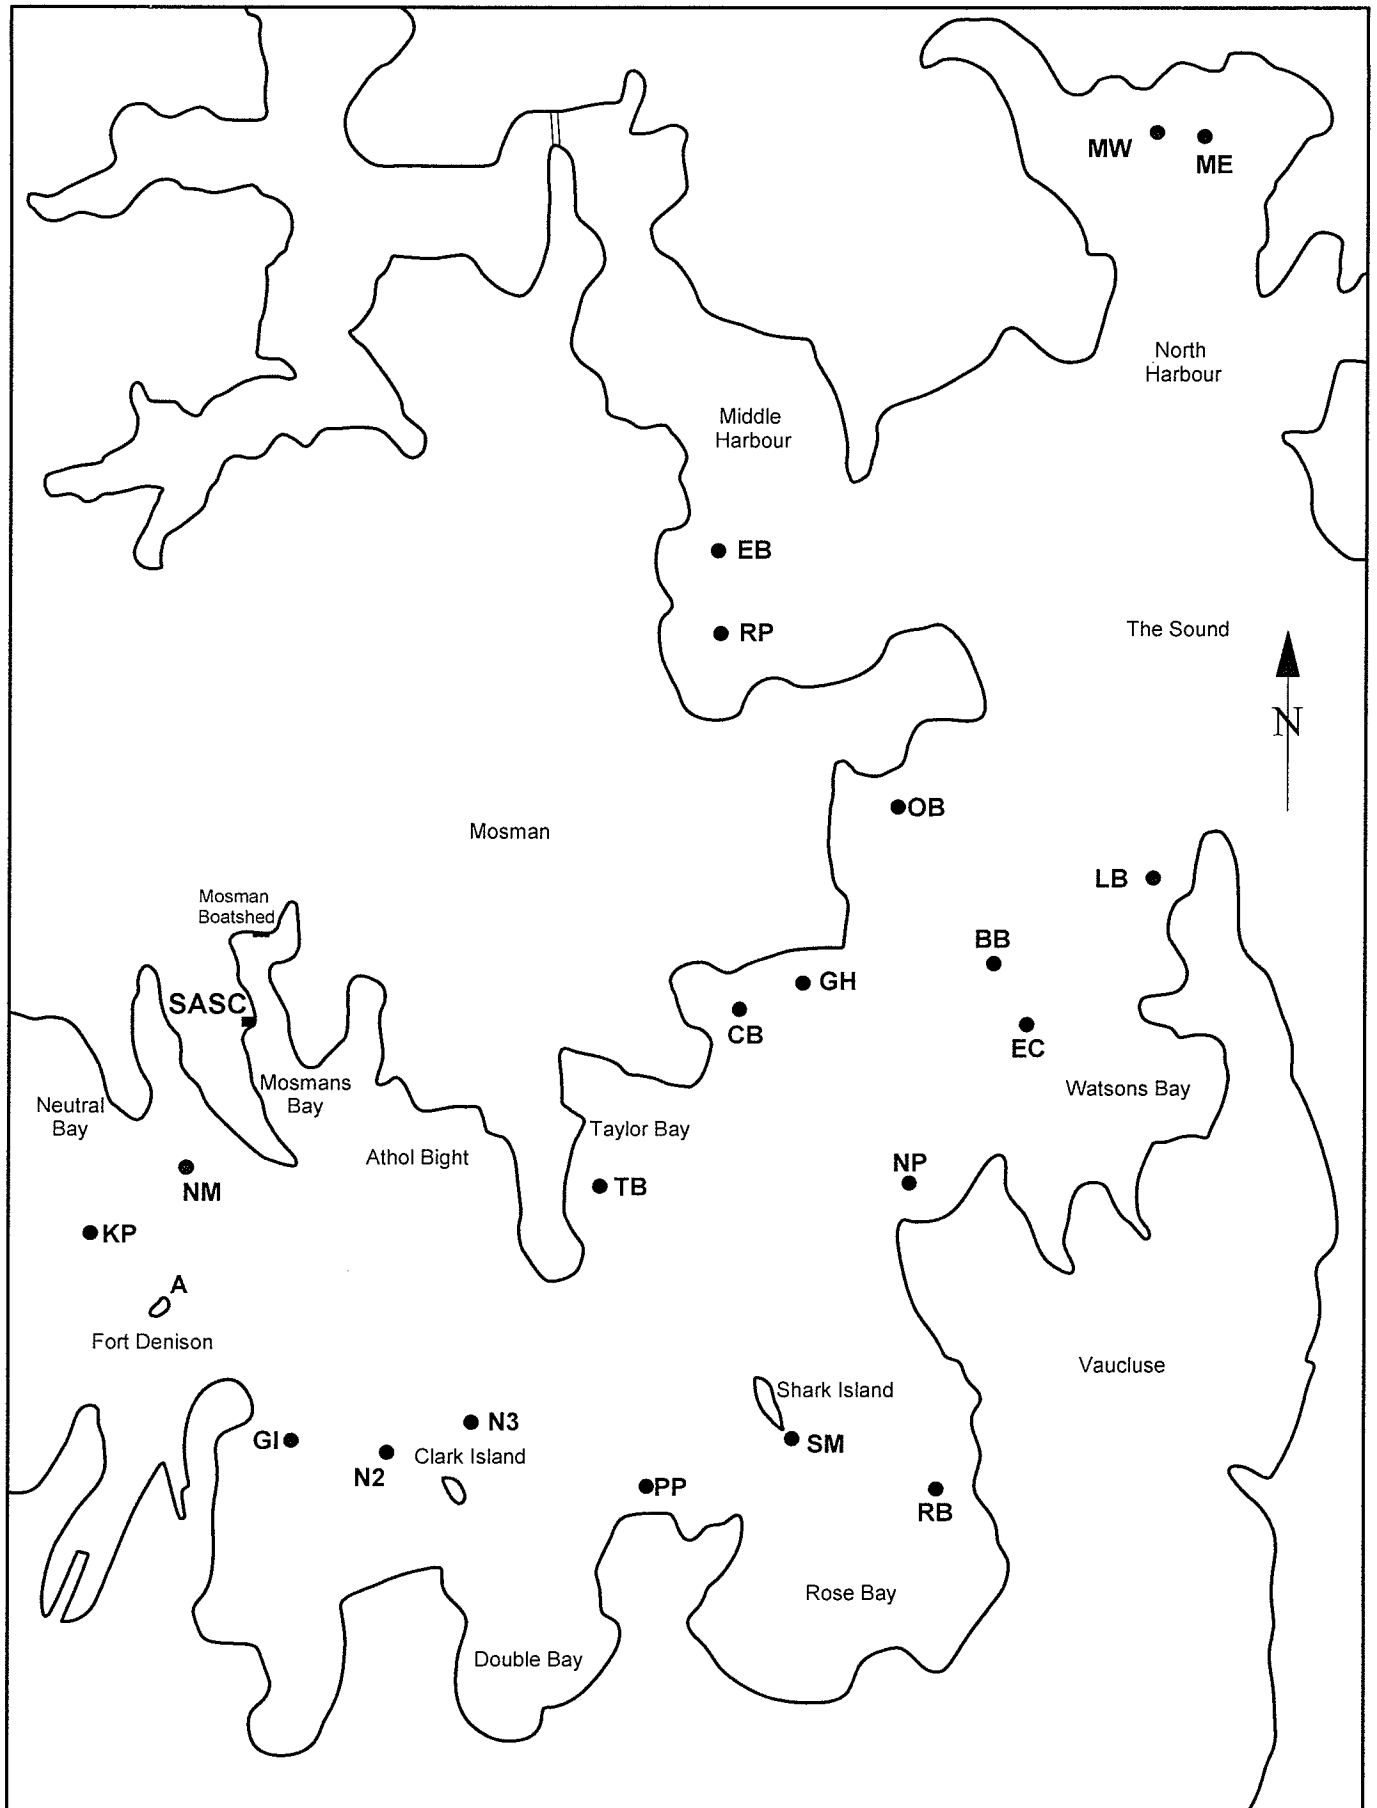 MW
ME
North
Harbour
Middle
Harbour
EB
RP
The Sound
N
OB
Mosman
LB
Mosman
Boatshed
BB
GH
SASC
CB
EC
Mosmans
Bay
Watsons Bay
Neutral
Bay
Taylor Bay
Athol Bight
NP
TB
NM
KP
A
Fort Denison
Vaucluse
Shark Island
N3
GI
SM
Clark Island
N2
PP
RB
Rose Bay
Double Bay